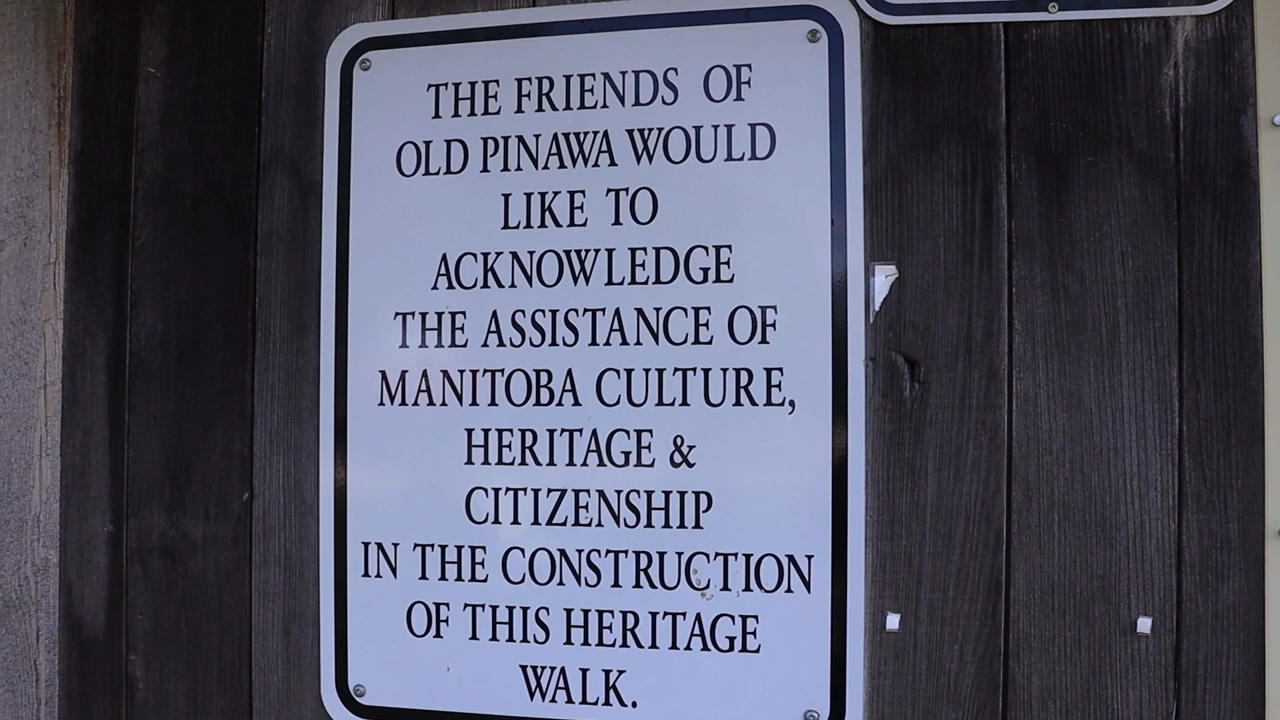 THE FRIENDS OF
OLD PINAWA WOULD
LIKE TO
ACKNOWLEDGE
THE ASSISTANCE OF
MANITOBA CULTURE,
HERITAGE &
CITIZENSHIP
IN THE CONSTRUCTION
OF THIS HERITAGE
WALK.